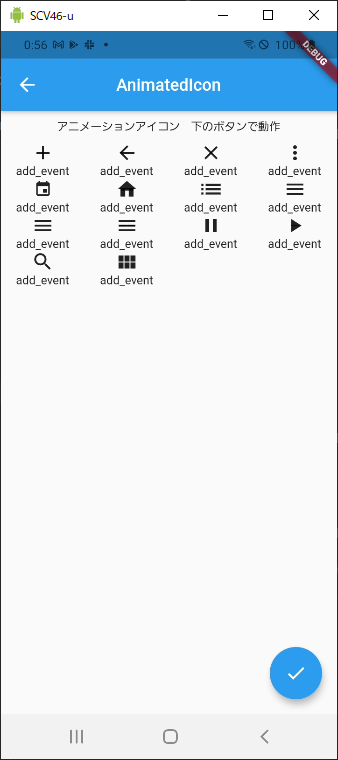 SCV46-u
0:56
100%
DEBUG
AnimatedIcon
アニメーションアイコン　下のボタンで動作
add_event add_event add_event add_event
add_event add_event add_event add_event
add_event add_event add_event add_event
add_event add_event